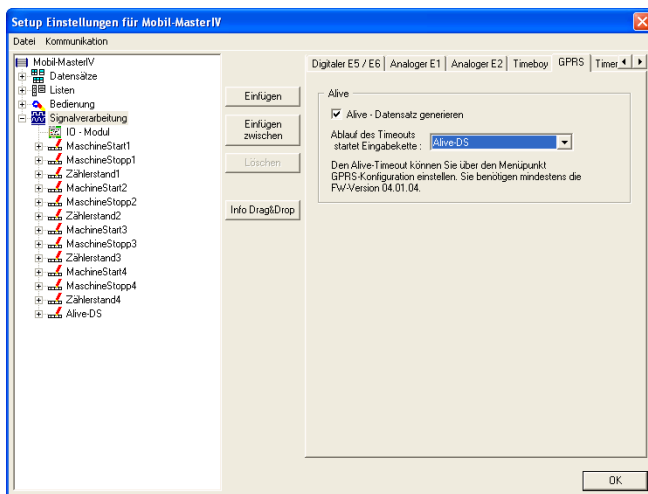 Setup Einstellungen für Mobil-MasterIV
Datei Kommunikation
Mobil-MasterIV
Datensätze
Listen
Bedienung
Signalverarbeitung
IO - Modul
MaschineStart1
MaschineStopp1
Zählerstand1
MachineStart2
MaschineStopp2
Zählerstand2
MachineStart3
MaschineStopp3
Zählerstand3
MachineStart4
MaschineStopp4
Zählerstand4
Alive-DS
Einfügen
Einfügen
zwischen
Löschen
Info Drag&Drop
Digitaler E5 / E6 Analoger E1 Analoger E2 Timeboy GPRS Timer
Alive
Alive - Datensatz generieren
Ablauf des Timeouts
startet Eingabekette : Alive-DS
Den Alive-Timeout können Sie über den Menüpunkt
GPRS-Konfiguration einstellen. Sie benötigen mindestens die
FW-Version 04.01.04.
OK